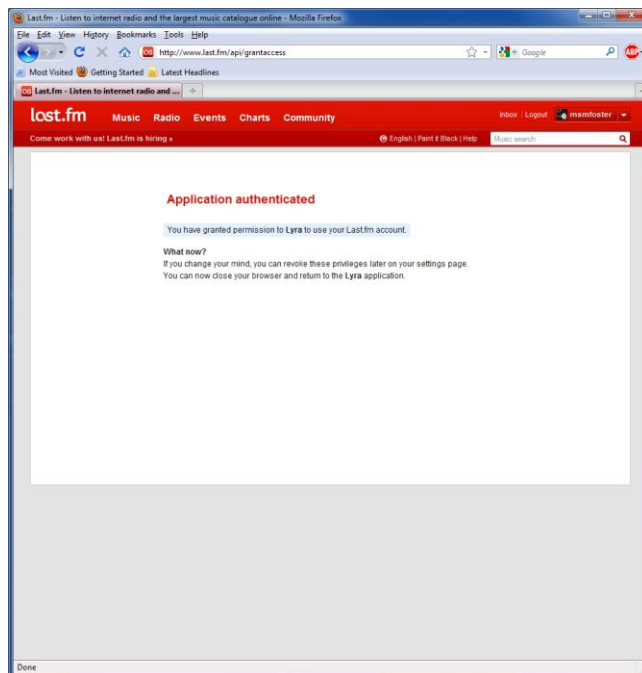 Last.fm - Listen to internet radio and the largest music catalogue online - Mozilla Firefox
File Edit View History Bookmarks Tools Help
http://www.last.fm/api/grantaccess
Google
ABP
Most Visited Getting Started Latest Headlines
Last.fm - Listen to internet radio and ...
last.fm Music Radio Events Charts Community Inbox | Logout msmfoster
Come work with us! Last.fm is hiring » English | Paint it Black | Help Music search
Application authenticated
You have granted permission to Lyra to use your Last.fm account.
What now?
If you change your mind, you can revoke these privileges later on your settings page.
You can now close your browser and return to the Lyra application.
Done